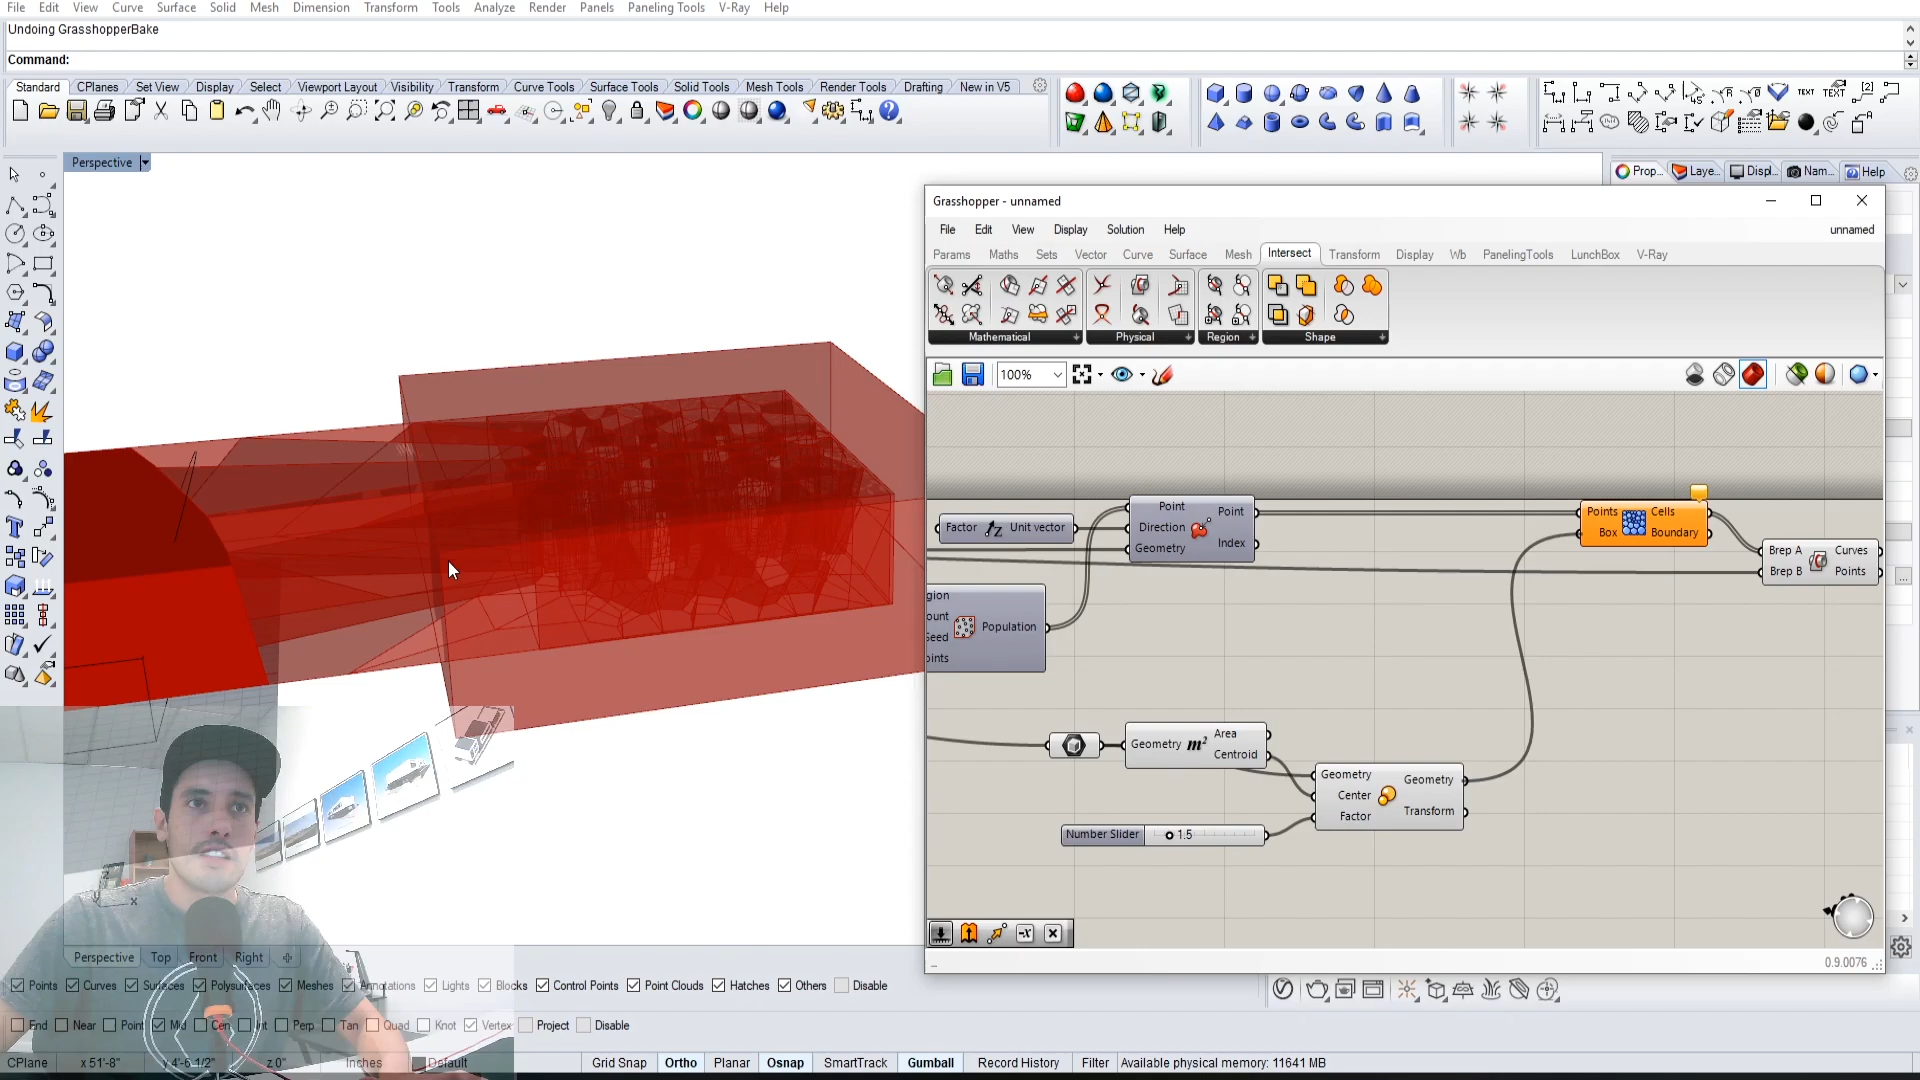 File Edit View Curve Surface Solid Mesh Dimension Transform Tools Analyze Render Panels Paneling Tools V-Ray Help
Undoing GrasshopperBake
Command:
Standard CPlanes Set View Display Select Viewport Layout Visibility Transform Curve Tools Surface Tools Solid Tools Mesh Tools Render Tools Drafting New in V5
TEXT TEXT
Perspective
Prop... Laye... Displ... Nam... Help
Grasshopper - unnamed
File Edit View Display Solution Help unnamed
Params Maths Sets Vector Curve Surface Mesh Intersect Transform Display Wb PanelingTools LunchBox V-Ray
Mathematical Physical Region Shape
100%
Factor Unit vector
Point Direction Geometry Point Index
Points Box Cells Boundary
Brep A Brep B Curves Points
Population
Geometry m² Area Centroid
Geometry Center Factor Geometry Transform
Number Slider 1.5
0.9.0076
z x
Perspective Top Front Right
Points Curves Surfaces Polysurfaces Meshes Annotations Lights Blocks Control Points Point Clouds Hatches Others Disable
End Near Point Mid Cen Int Perp Tan Quad Knot Vertex Project Disable
CPlane x 51'-8" y 4'-6 1/2" z 0" Inches Default Grid Snap Ortho Planar Osnap SmartTrack Gumball Record History Filter Available physical memory: 11641 MB